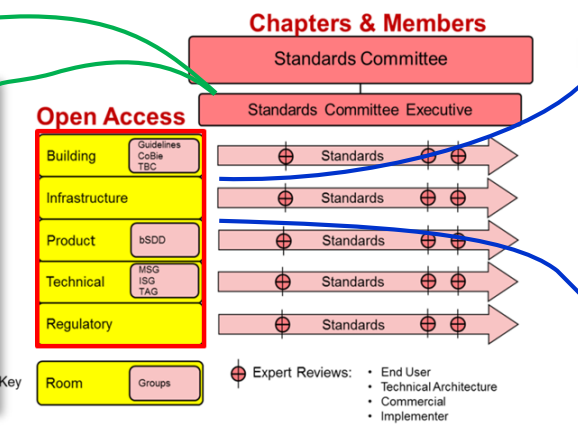 Chapters & Members
Standards Committee
Standards Committee Executive
Open Access
Building
Guidelines
CoBie
TBC
Standards
Infrastructure
Standards
Product
bSDD
Standards
Technical
MSG
ISG
TAG
Standards
Regulatory
Standards
Key
Room
Groups
Expert Reviews:
• End User
• Technical Architecture
• Commercial
• Implementer